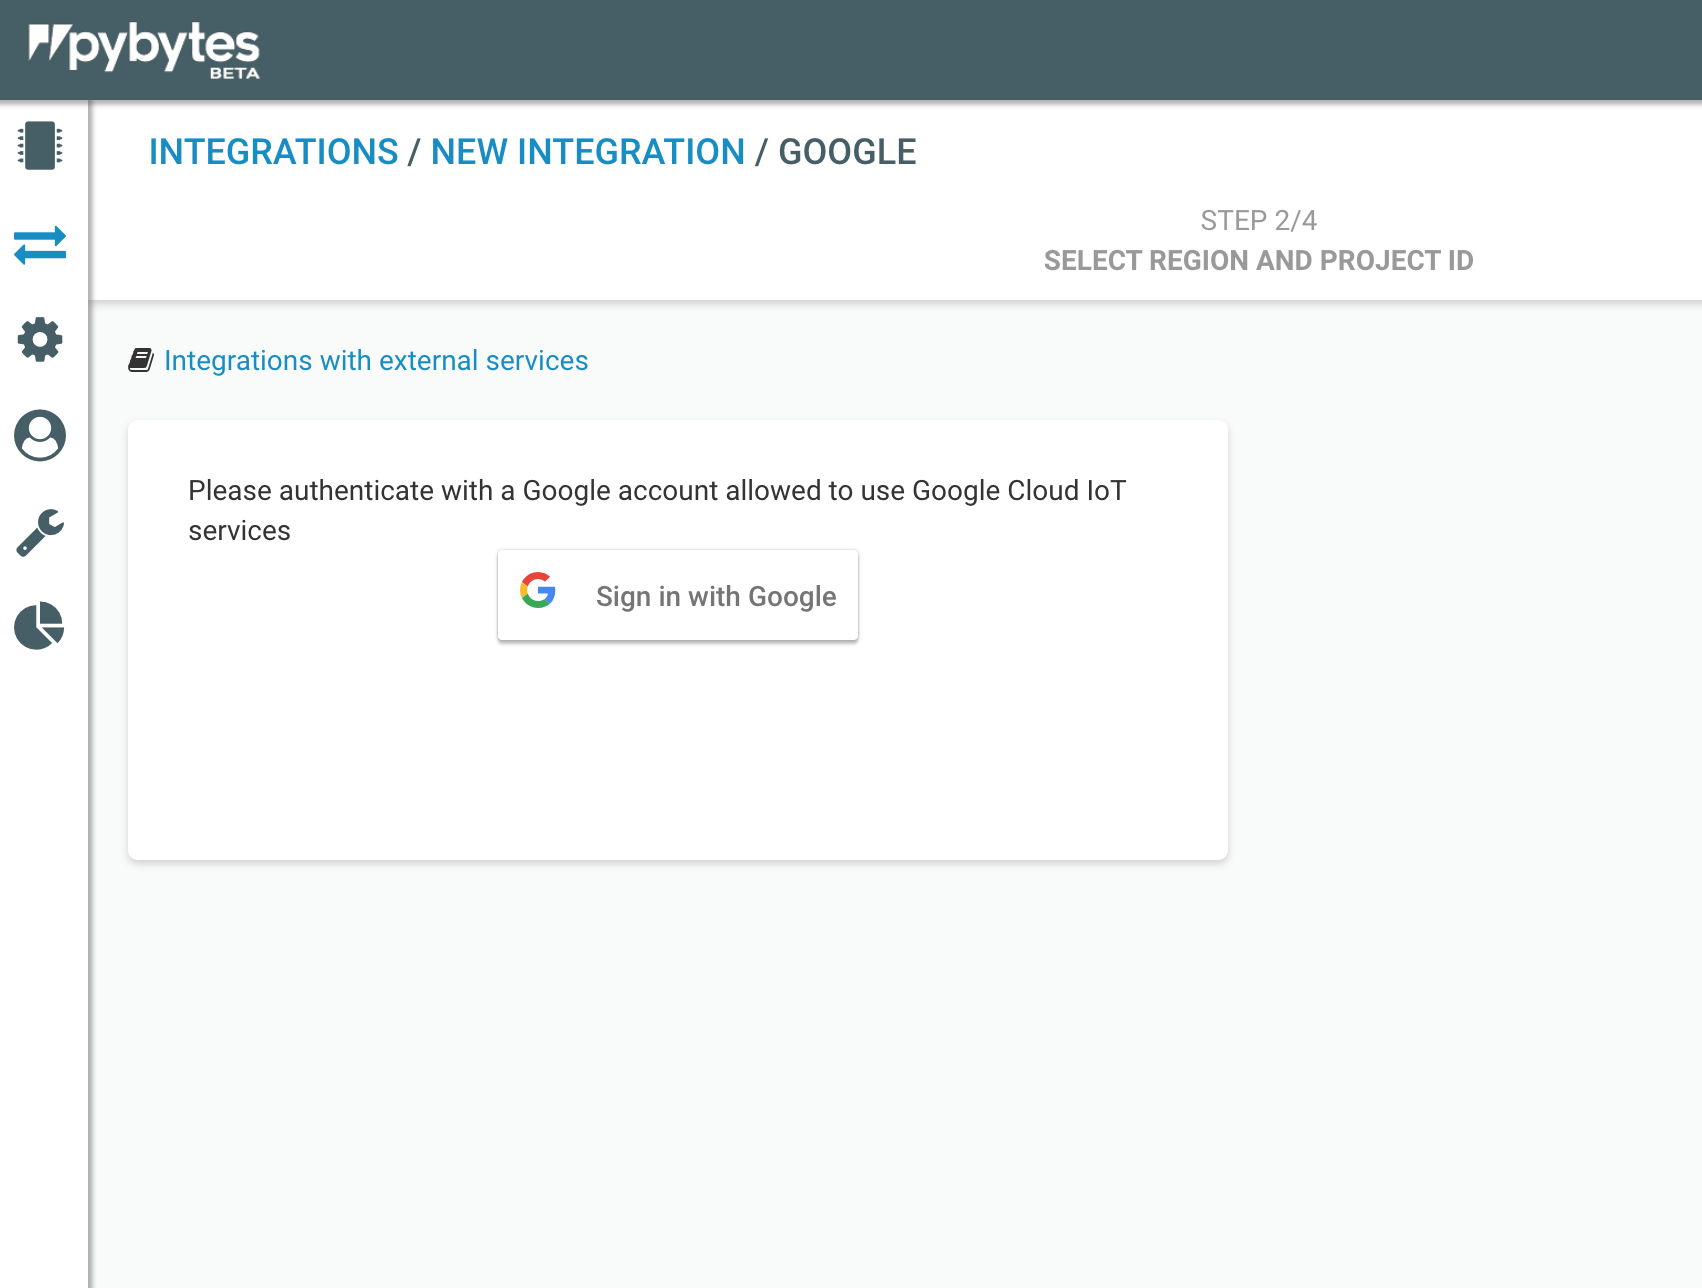 pybytes
BETA
INTEGRATIONS / NEW INTEGRATION / GOOGLE
STEP 2/4
SELECT REGION AND PROJECT ID
Integrations with external services
Please authenticate with a Google account allowed to use Google Cloud IoT
services
Sign in with Google